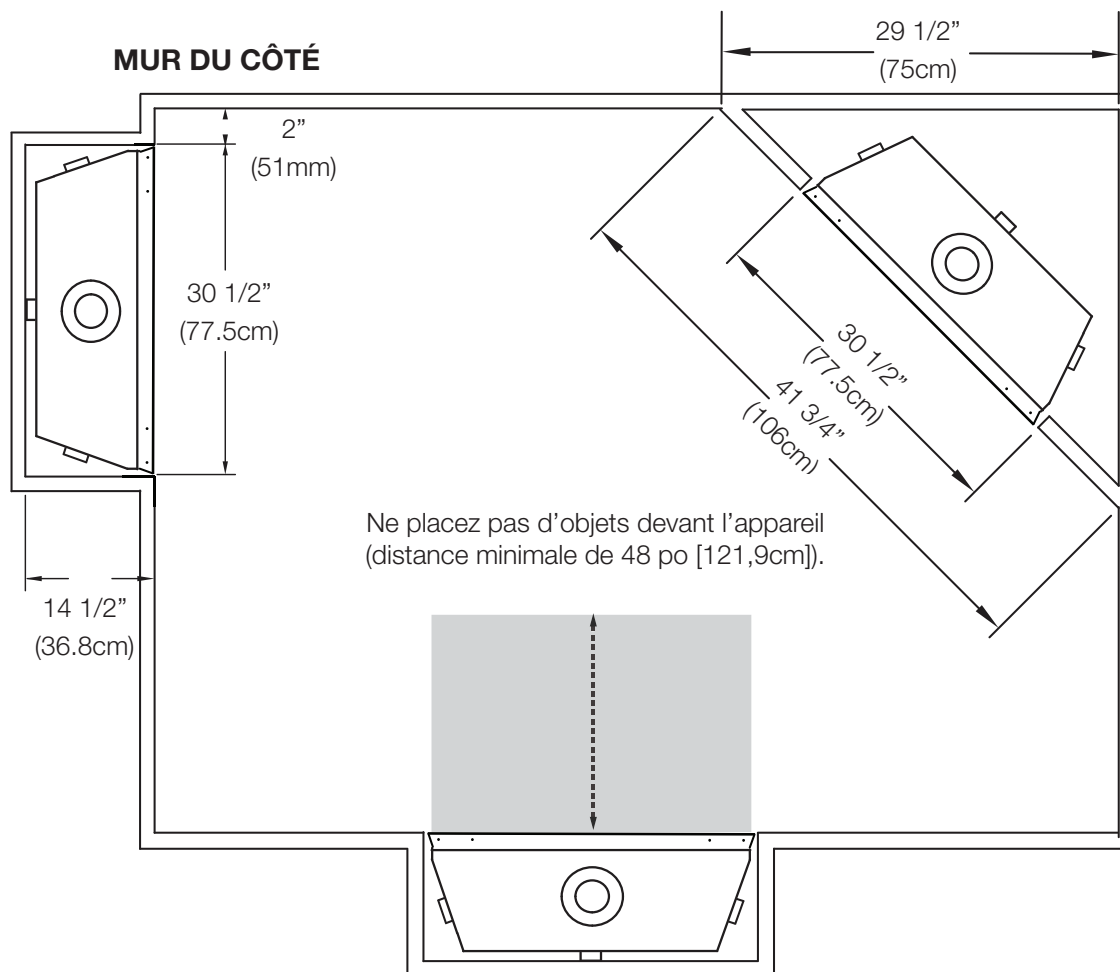 MUR DU CÔTÉ
29 1/2”
(75cm)
2”
(51mm)
30 1/2”
(77.5cm)
30 1/2”
(77.5cm)
41 3/4”
(106cm)
Ne placez pas d’objets devant l’appareil
(distance minimale de 48 po [121,9cm]).
14 1/2”
(36.8cm)